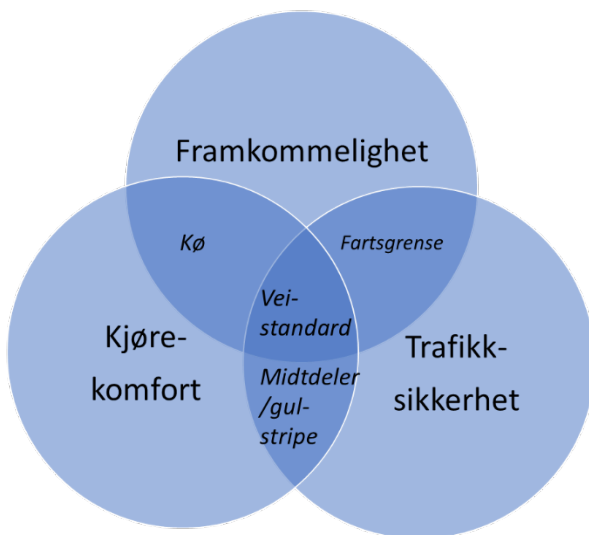 Framkommelighet
Kø
Fartsgrense
Vei-
standard
Kjøre-
komfort
Midtdeler
/gul-
stripe
Trafikk-
sikkerhet